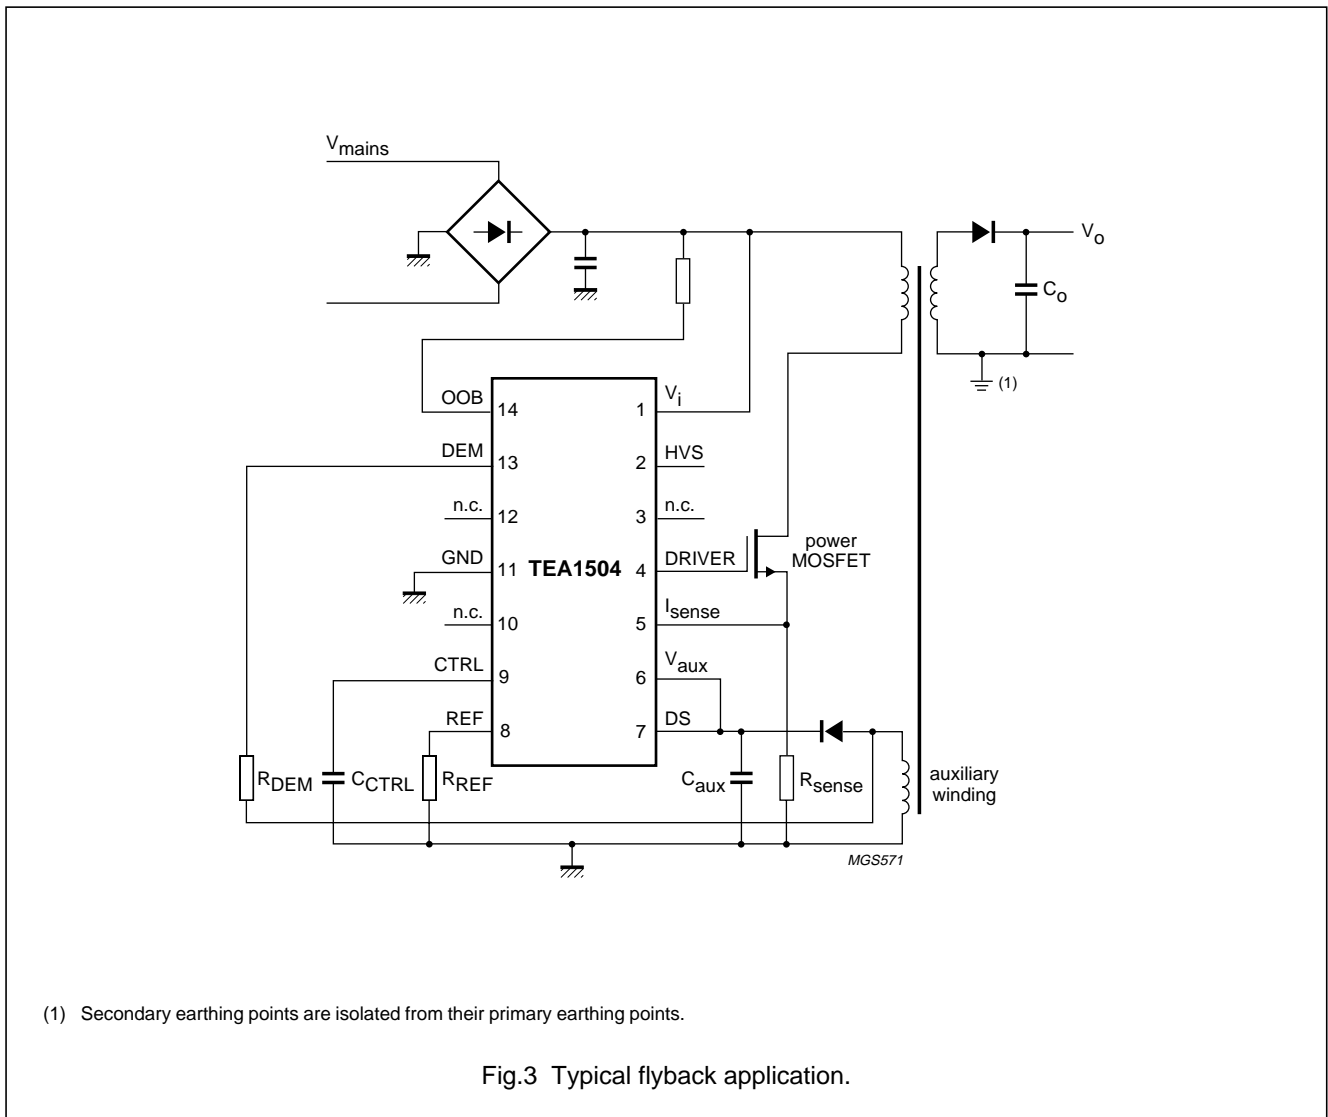 Vmains
Vo
Co
(1)
OOB 14
1 Vi
DEM 13
2 HVS
n.c. 12
3 n.c.
GND 11
TEA1504
4 DRIVER
power
MOSFET
n.c. 10
5 Isense
CTRL 9
6 Vaux
REF 8
7 DS
RDEM
CCTRL
RREF
Caux
Rsense
auxiliary
winding
MGS571
(1) Secondary earthing points are isolated from their primary earthing points.
Fig.3 Typical flyback application.